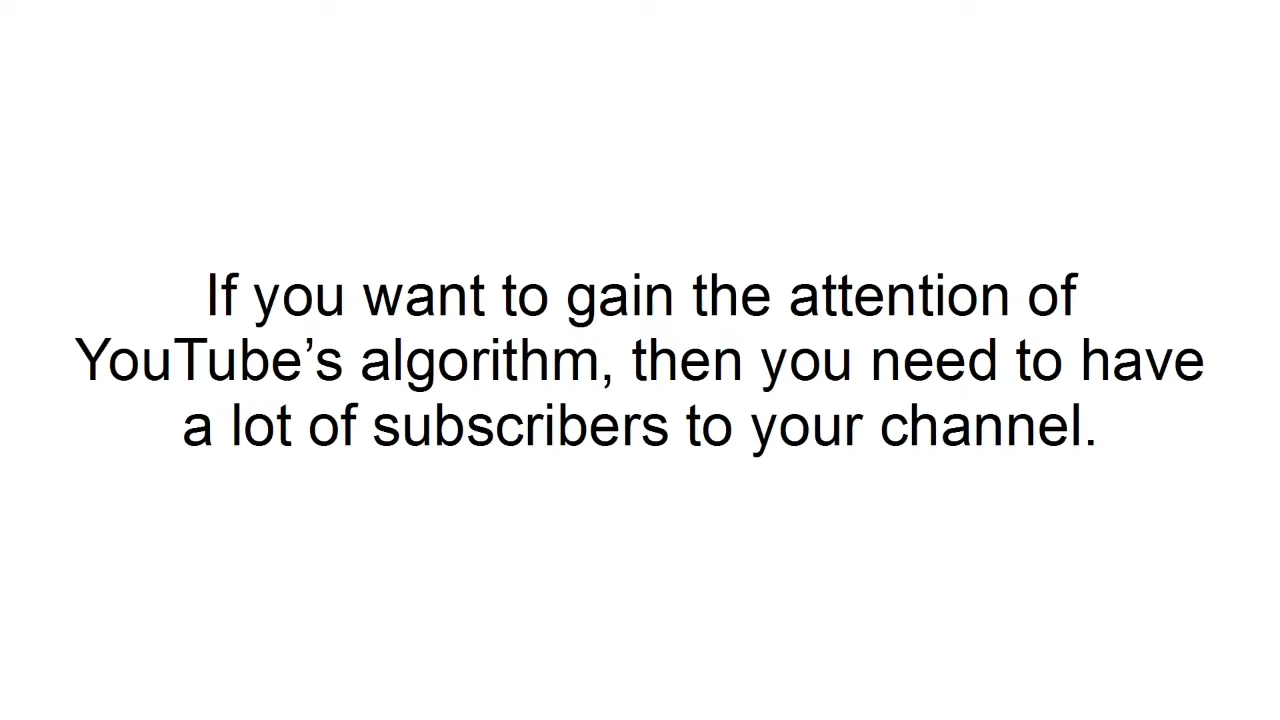 If you want to gain the attention of
YouTube’s algorithm, then you need to have
a lot of subscribers to your channel.